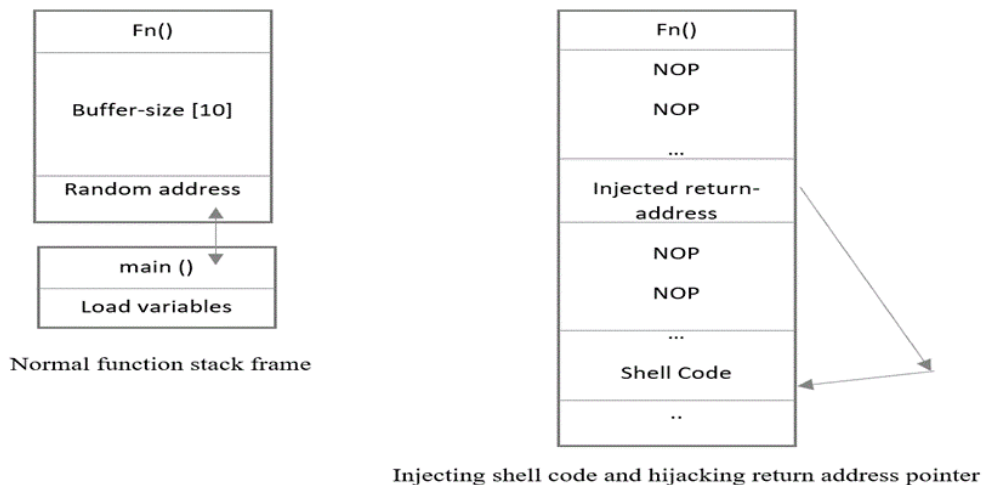 Fn()
Buffer-size [10]
Random address
main ()
Load variables
Normal function stack frame
Fn()
NOP
NOP
...
Injected return-
address
NOP
NOP
...
Shell Code
..
Injecting shell code and hijacking return address pointer